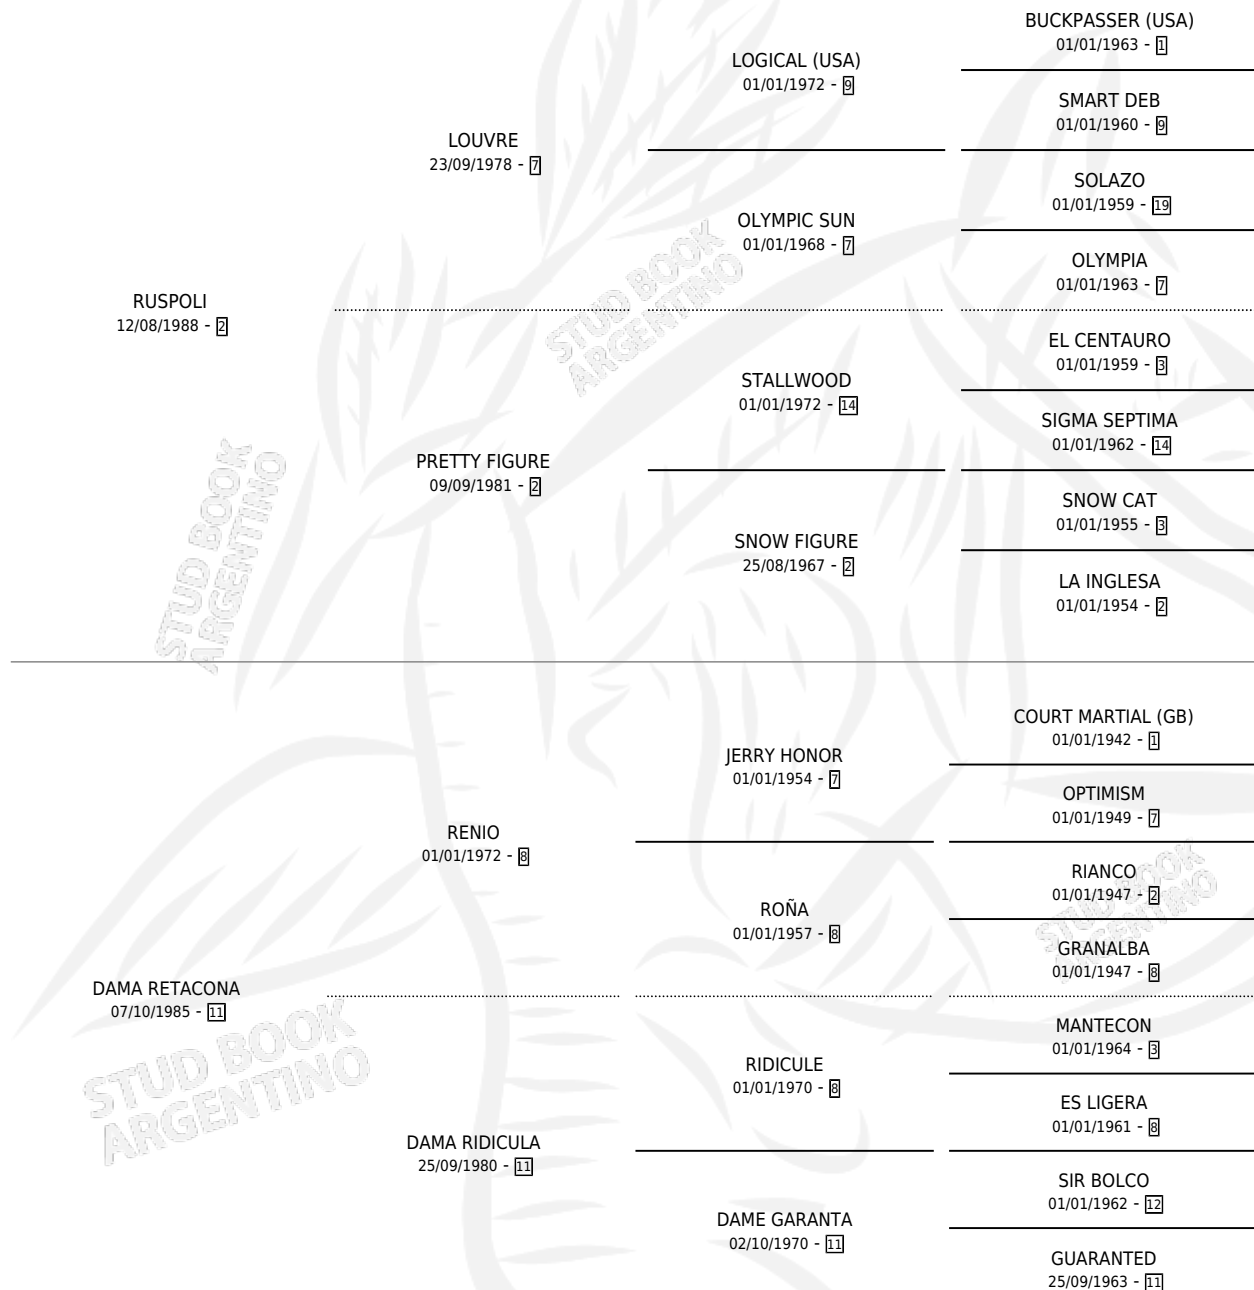 BUCKPASSER (USA)
01/01/1963 - 1
LOGICAL (USA)
01/01/1972 - 9
SMART DEB
01/01/1960 - 9
LOUVRE
23/09/1978 - 7
SOLAZO
01/01/1959 - 19
OLYMPIC SUN
01/01/1968 - 7
OLYMPIA
01/01/1963 - 7
RUSPOLI
12/08/1988 - 2
EL CENTAURO
01/01/1959 - 3
STALLWOOD
01/01/1972 - 14
SIGMA SEPTIMA
01/01/1962 - 14
PRETTY FIGURE
09/09/1981 - 2
SNOW CAT
01/01/1955 - 3
SNOW FIGURE
25/08/1967 - 2
LA INGLESA
01/01/1954 - 2
COURT MARTIAL (GB)
01/01/1942 - 1
JERRY HONOR
01/01/1954 - 7
OPTIMISM
01/01/1949 - 7
RENIO
01/01/1972 - 8
RIANCO
01/01/1947 - 2
ROÑA
01/01/1957 - 8
GRANALBA
01/01/1947 - 8
DAMA RETACONA
07/10/1985 - 11
MANTECON
01/01/1964 - 3
RIDICULE
01/01/1970 - 8
ES LIGERA
01/01/1961 - 8
DAMA RIDICULA
25/09/1980 - 11
SIR BOLCO
01/01/1962 - 12
DAME GARANTA
02/10/1970 - 11
GUARANTED
25/09/1963 - 11
STUD BOOK
ARGENTINO
STUD BOOK
ARGENTINO
STUD BOOK
ARGENTINO
STUD BOOK
ARGENTINO